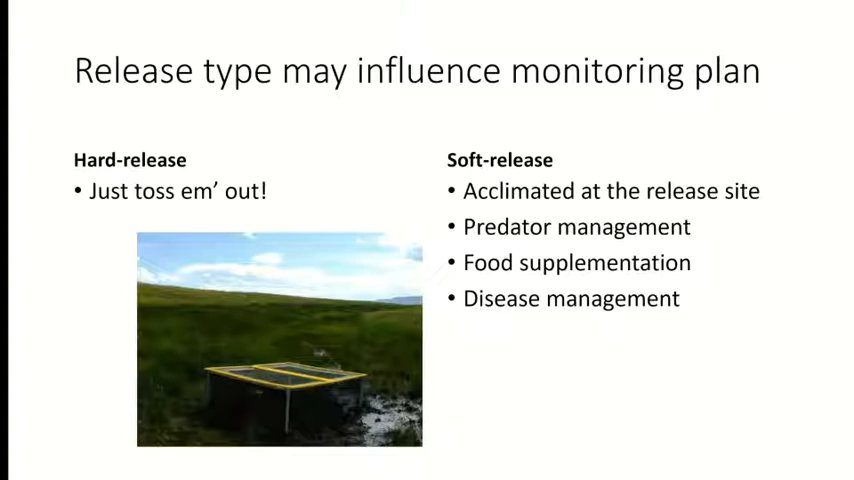 Release type may influence monitoring plan
Hard-release
• Just toss em’ out!
Soft-release
• Acclimated at the release site
• Predator management
• Food supplementation
• Disease management